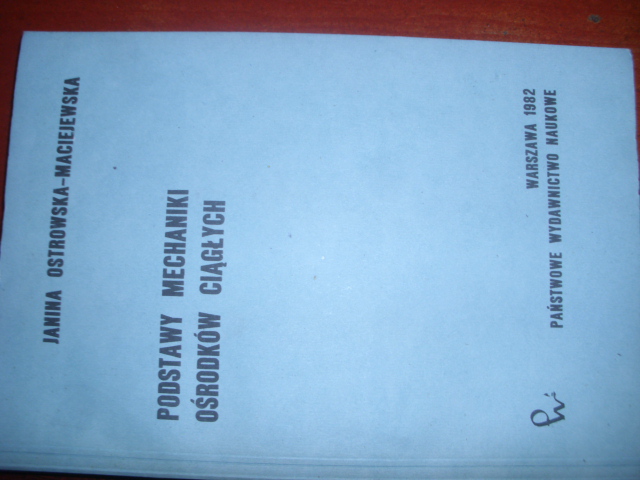 JANINA OSTROWSKA-MACIEJEWSKA
PODSTAWY MECHANIKI
OŚRODKÓW CIĄGŁYCH
WARSZAWA 1982
PAŃSTWOWE WYDAWNICTWO NAUKOWE